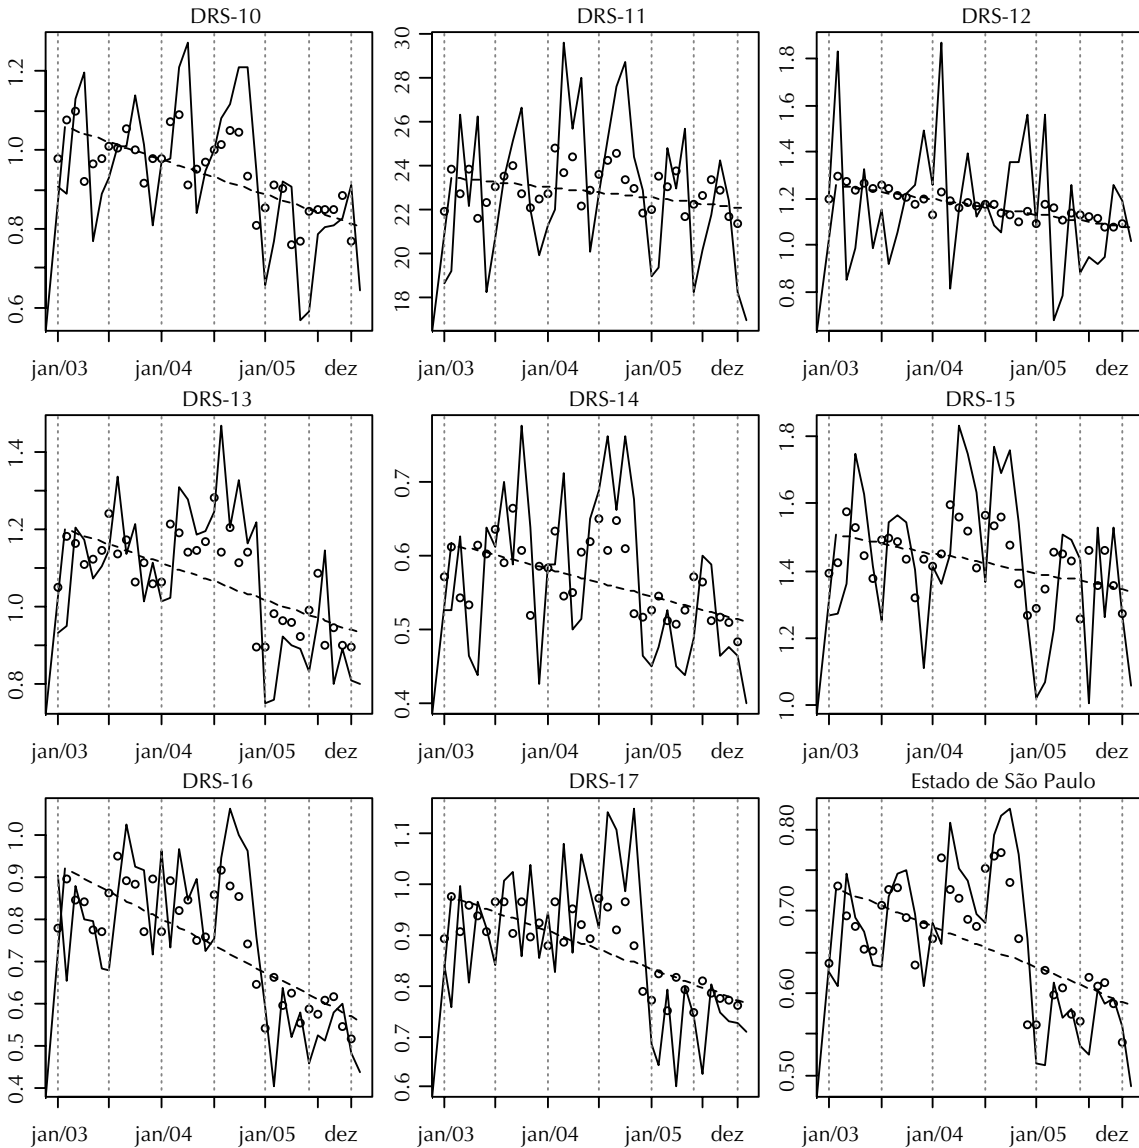 DRS-10 DRS-11 DRS-12
0.6 0.8 1.0 1.2
18 20 22 24 26 28 30
0.8 1.0 1.2 1.4 1.6 1.8
jan/03 jan/04 jan/05 dez jan/03 jan/04 jan/05 dez jan/03 jan/04 jan/05 dez
DRS-13 DRS-14 DRS-15
0.8 1.0 1.2 1.4
0.4 0.5 0.6 0.7
1.0 1.2 1.4 1.6 1.8
jan/03 jan/04 jan/05 dez jan/03 jan/04 jan/05 dez jan/03 jan/04 jan/05 dez
DRS-16 DRS-17 Estado de São Paulo
0.4 0.5 0.6 0.7 0.8 0.9 1.0
0.6 0.7 0.8 0.9 1.0 1.1
0.50 0.60 0.70 0.80
jan/03 jan/04 jan/05 dez jan/03 jan/04 jan/05 dez jan/03 jan/04 jan/05 dez